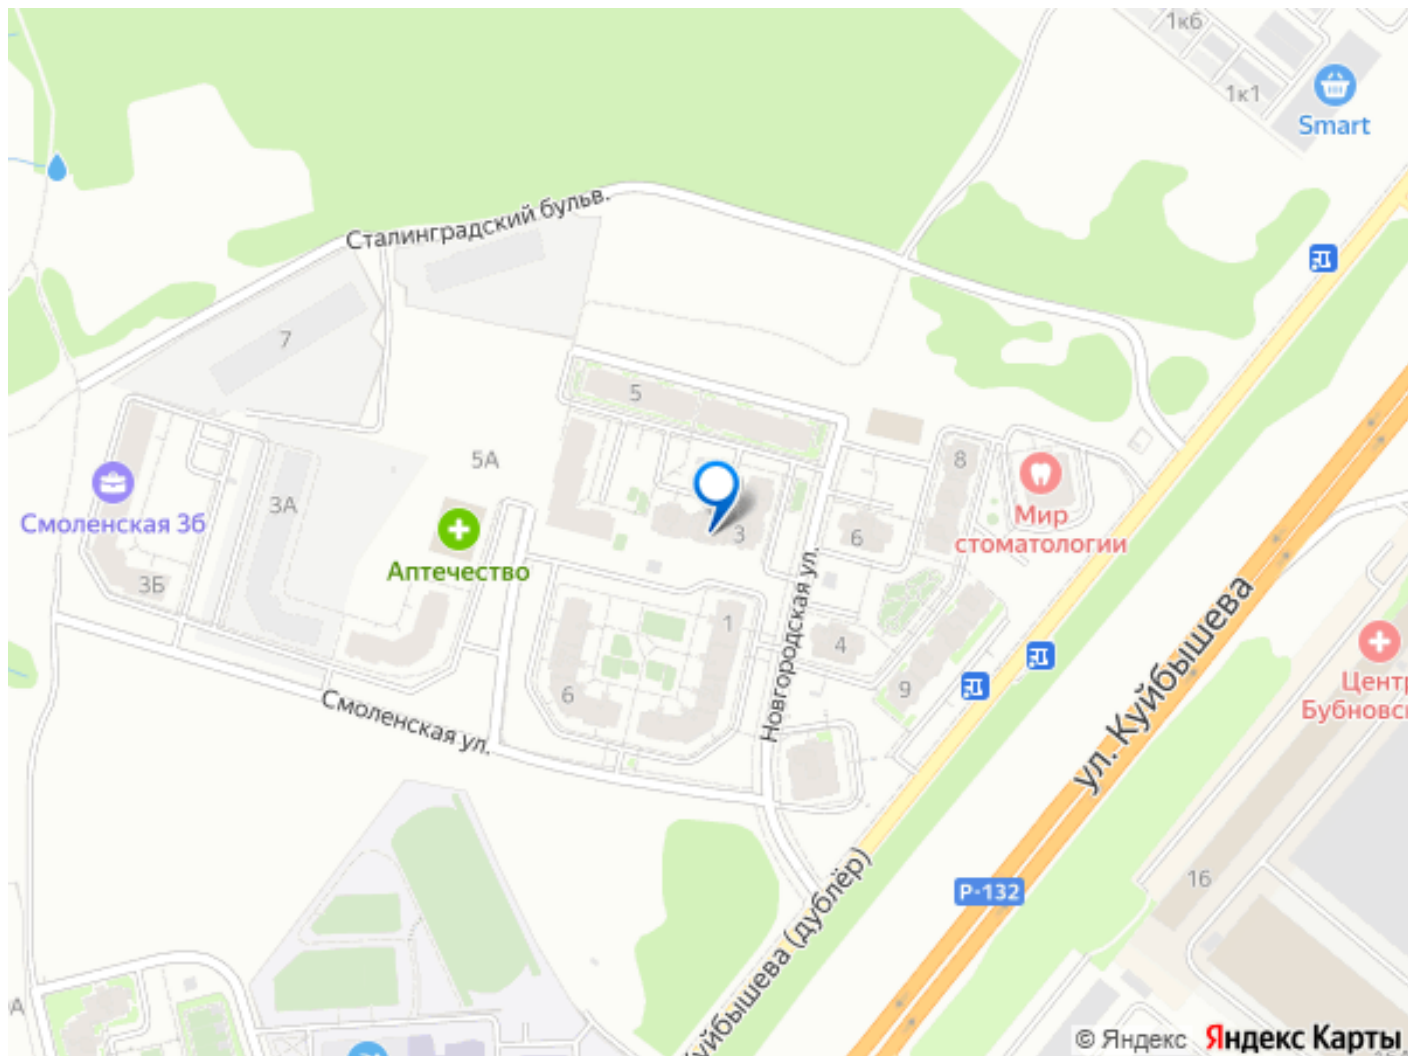 1к6
1к1
Smart
Сталинградский бульв.
7
5
5А
8
3А
Смоленская 3б
Аптечество
3
6
Мир
стоматологии
3Б
1
4
Новгородская ул.
6
9
Смоленская ул.
ул. Куйбышева
Центр
Бубновс
16
Р-132
Куйбышева (дублёр)
А
© Яндекс Яндекс Карты